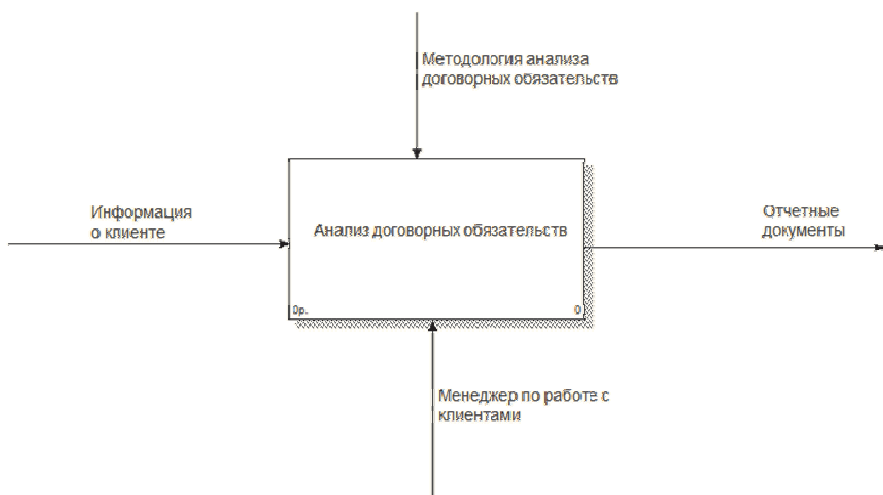 Методология анализа
договорных обязательств
Информация
о клиенте
Анализ договорных обязательств
Отчетные
документы
0р.
0
Менеджер по работе с
клиентами